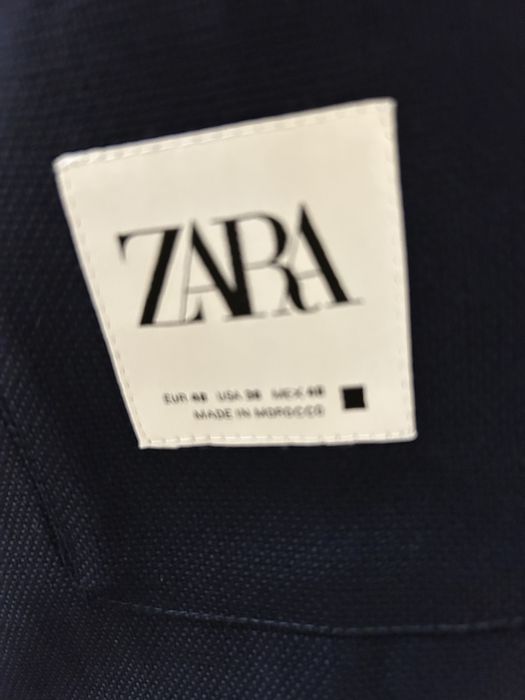 ZARA
EUR 48 USA 38 MEX 48
MADE IN MOROCCO